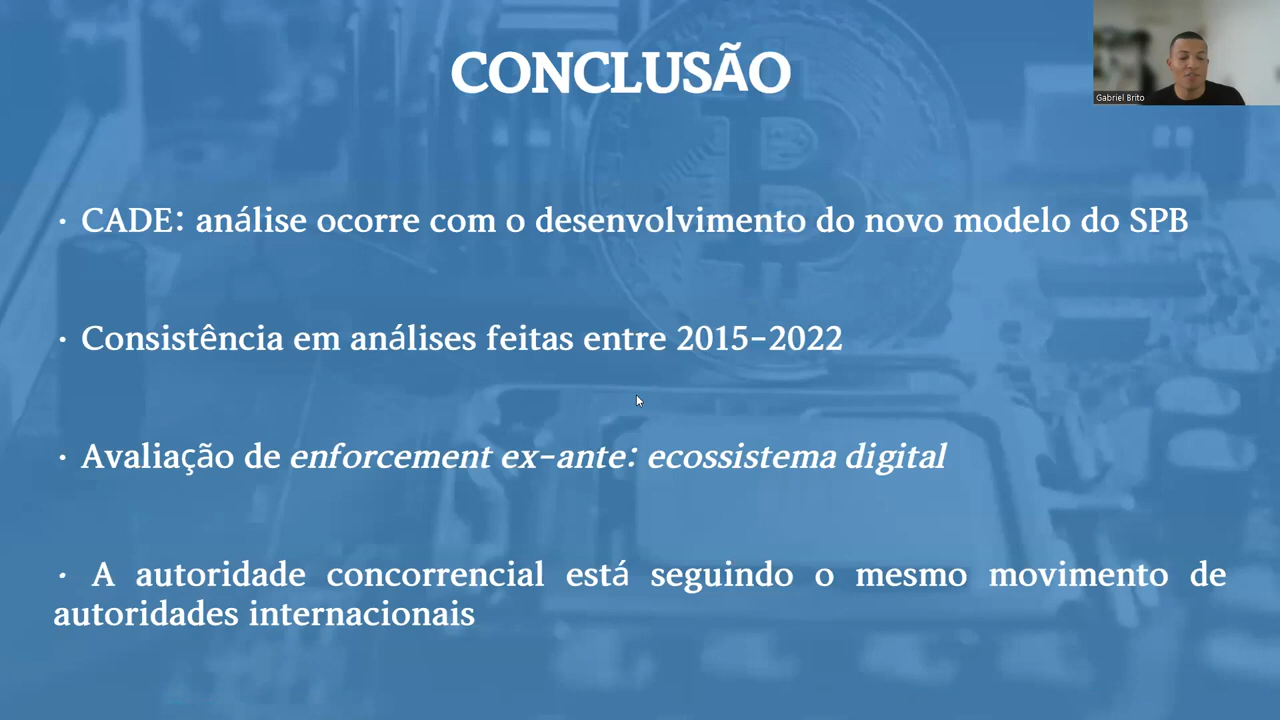 CONCLUSÃO
Gabriel Brito
· CADE: análise ocorre com o desenvolvimento do novo modelo do SPB
· Consistência em análises feitas entre 2015-2022
· Avaliação de enforcement ex-ante: ecossistema digital
· A autoridade concorrencial está seguindo o mesmo movimento de
autoridades internacionais